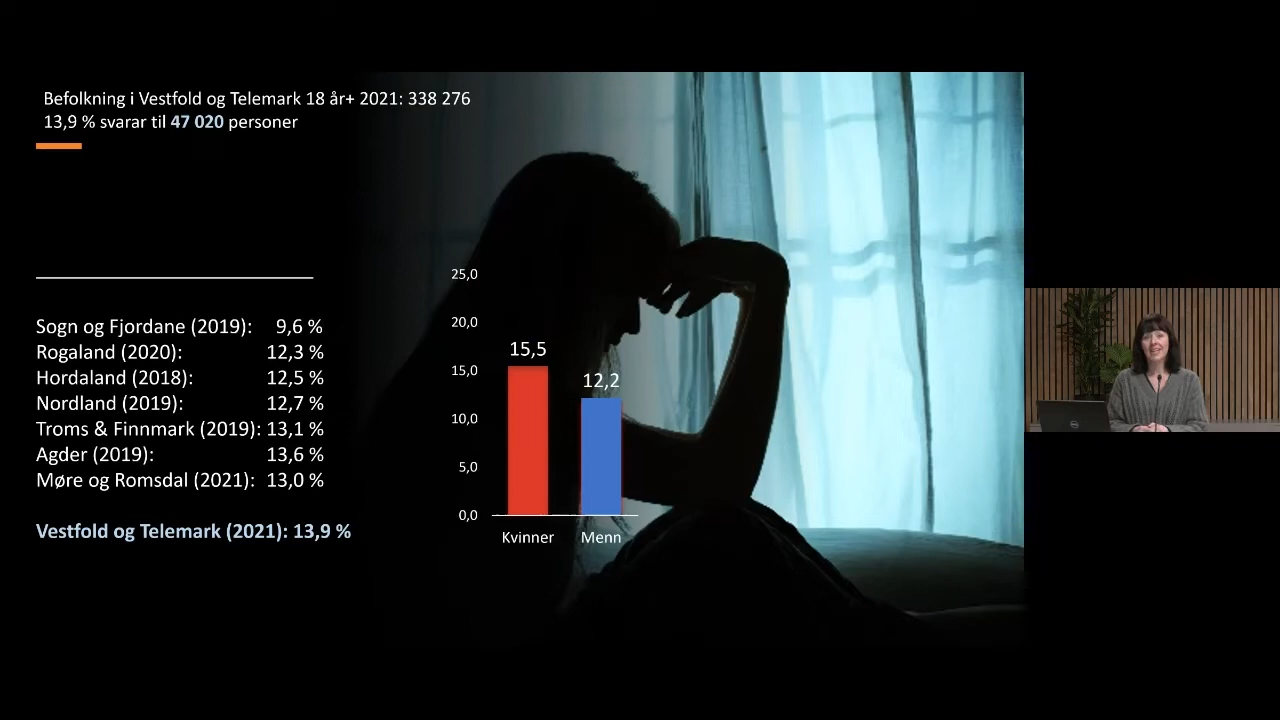 Befolkning i Vestfold og Telemark 18 år+ 2021: 338 276
13,9 % svarar til 47 020 personer
Sogn og Fjordane (2019): 9,6 %
Rogaland (2020): 12,3 %
Hordaland (2018): 12,5 %
Nordland (2019): 12,7 %
Troms & Finnmark (2019): 13,1 %
Agder (2019): 13,6 %
Møre og Romsdal (2021): 13,0 %
Vestfold og Telemark (2021): 13,9 %
25,0
20,0
15,0
10,0
5,0
0,0
15,5
12,2
Kvinner
Menn